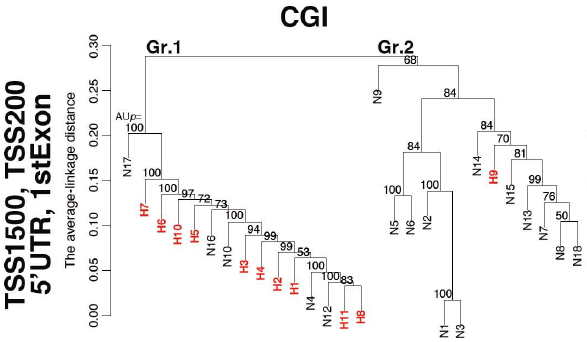 CGI
TSS1500, TSS200
5'UTR, 1stExon
The average-linkage distance
0.30
0.25
0.20
0.15
0.10
0.05
0.00
Gr.1
Gr.2
AUp=
100
N17
100
H7
100
H6
97
H10
72
H5
73
N16
100
N10
94
H3
99
H4
99
H2
53
H1
100
N4
100
N12
83
H11
H8
68
N9
84
84
100
N5
N6
100
N2
100
N1
N3
84
N14
70
H9
81
N15
99
N13
76
N7
50
N8
N18